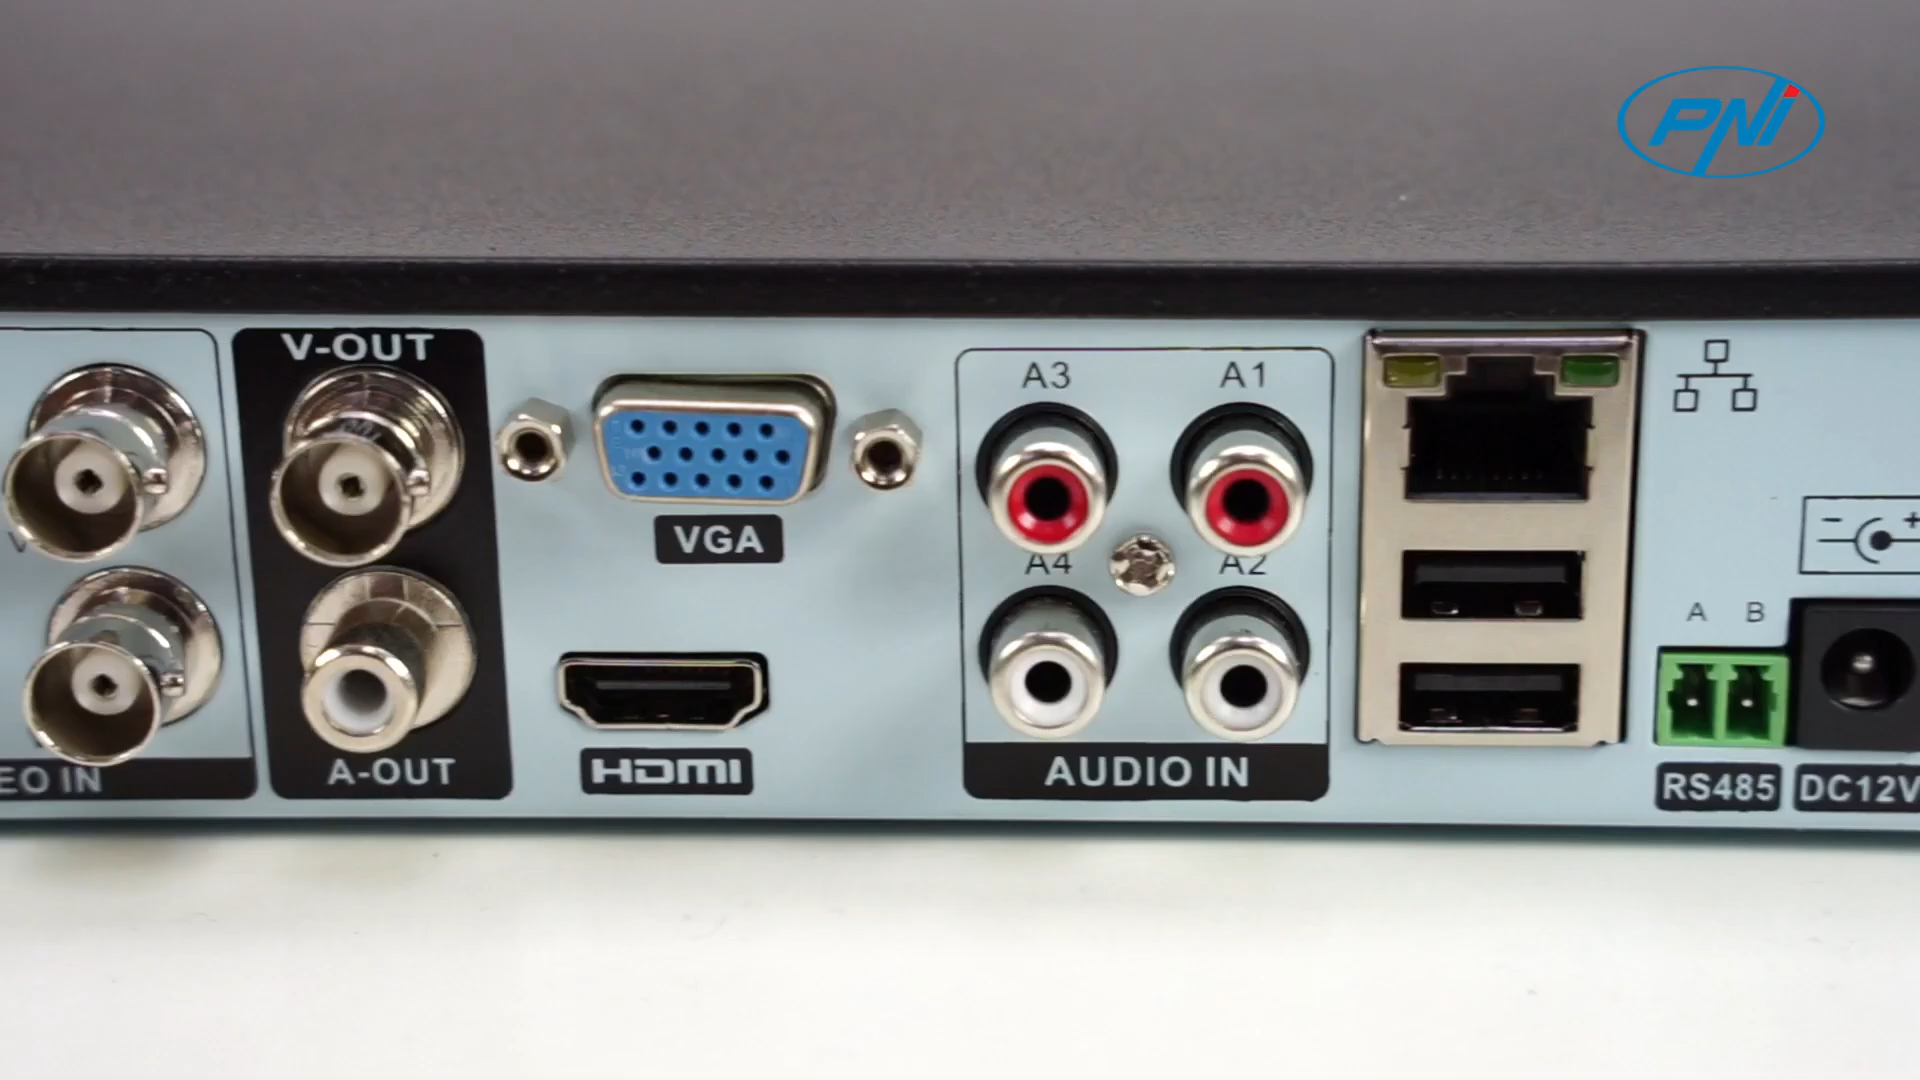 PNI
V-OUT
VGA
A3 A1
A4 A2
A B
EO IN
A-OUT
HDMI
AUDIO IN
RS485
DC12V